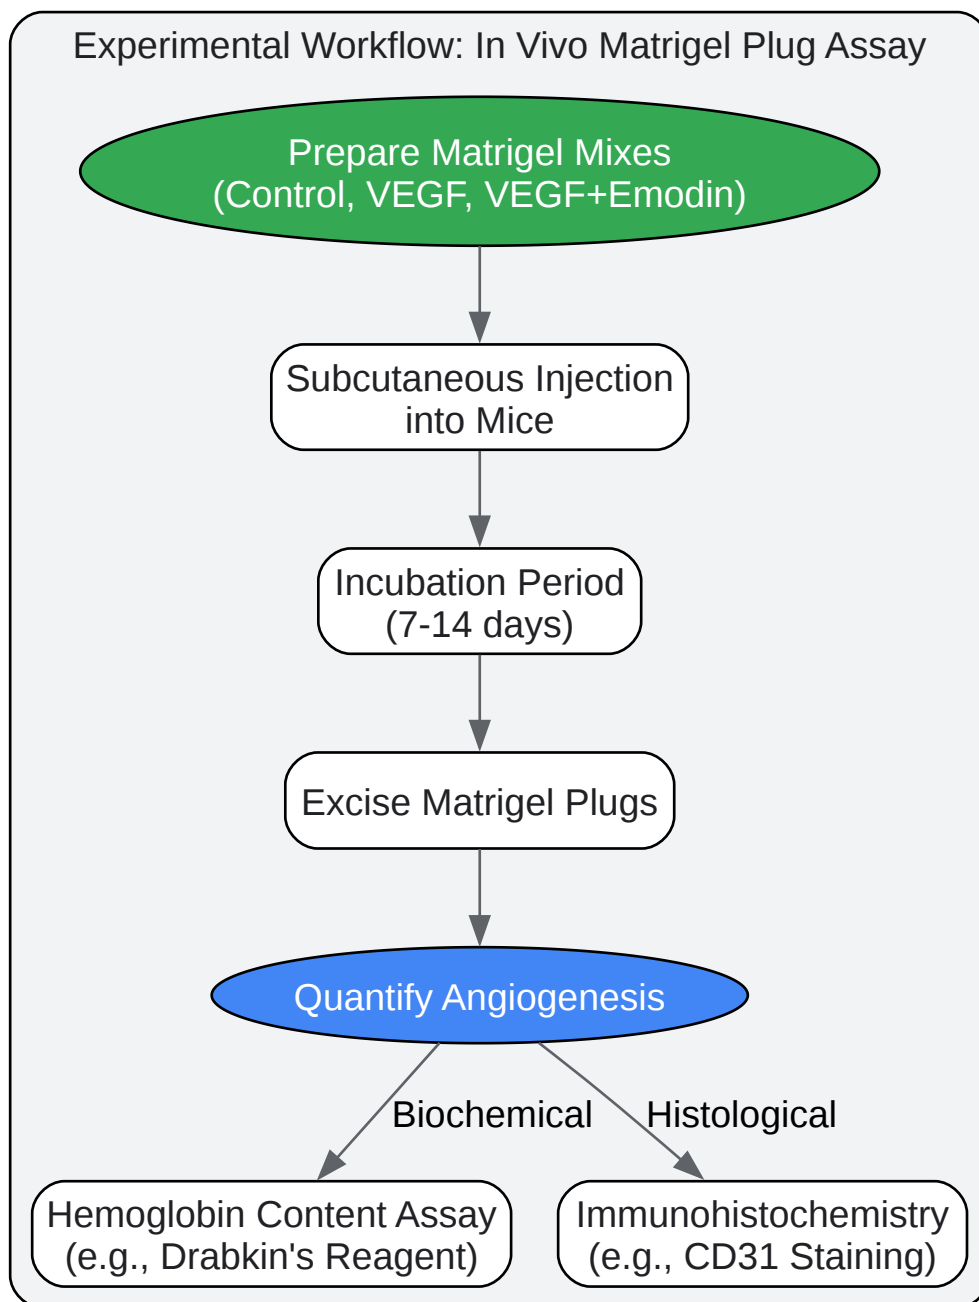 Experimental Workflow: In Vivo Matrigel Plug Assay
Prepare Matrigel Mixes
(Control, VEGF, VEGF+Emodin)
Subcutaneous Injection
into Mice
Incubation Period
(7-14 days)
Excise Matrigel Plugs
Quantify Angiogenesis
Biochemical
Histological
Hemoglobin Content Assay
(e.g., Drabkin's Reagent)
Immunohistochemistry
(e.g., CD31 Staining)